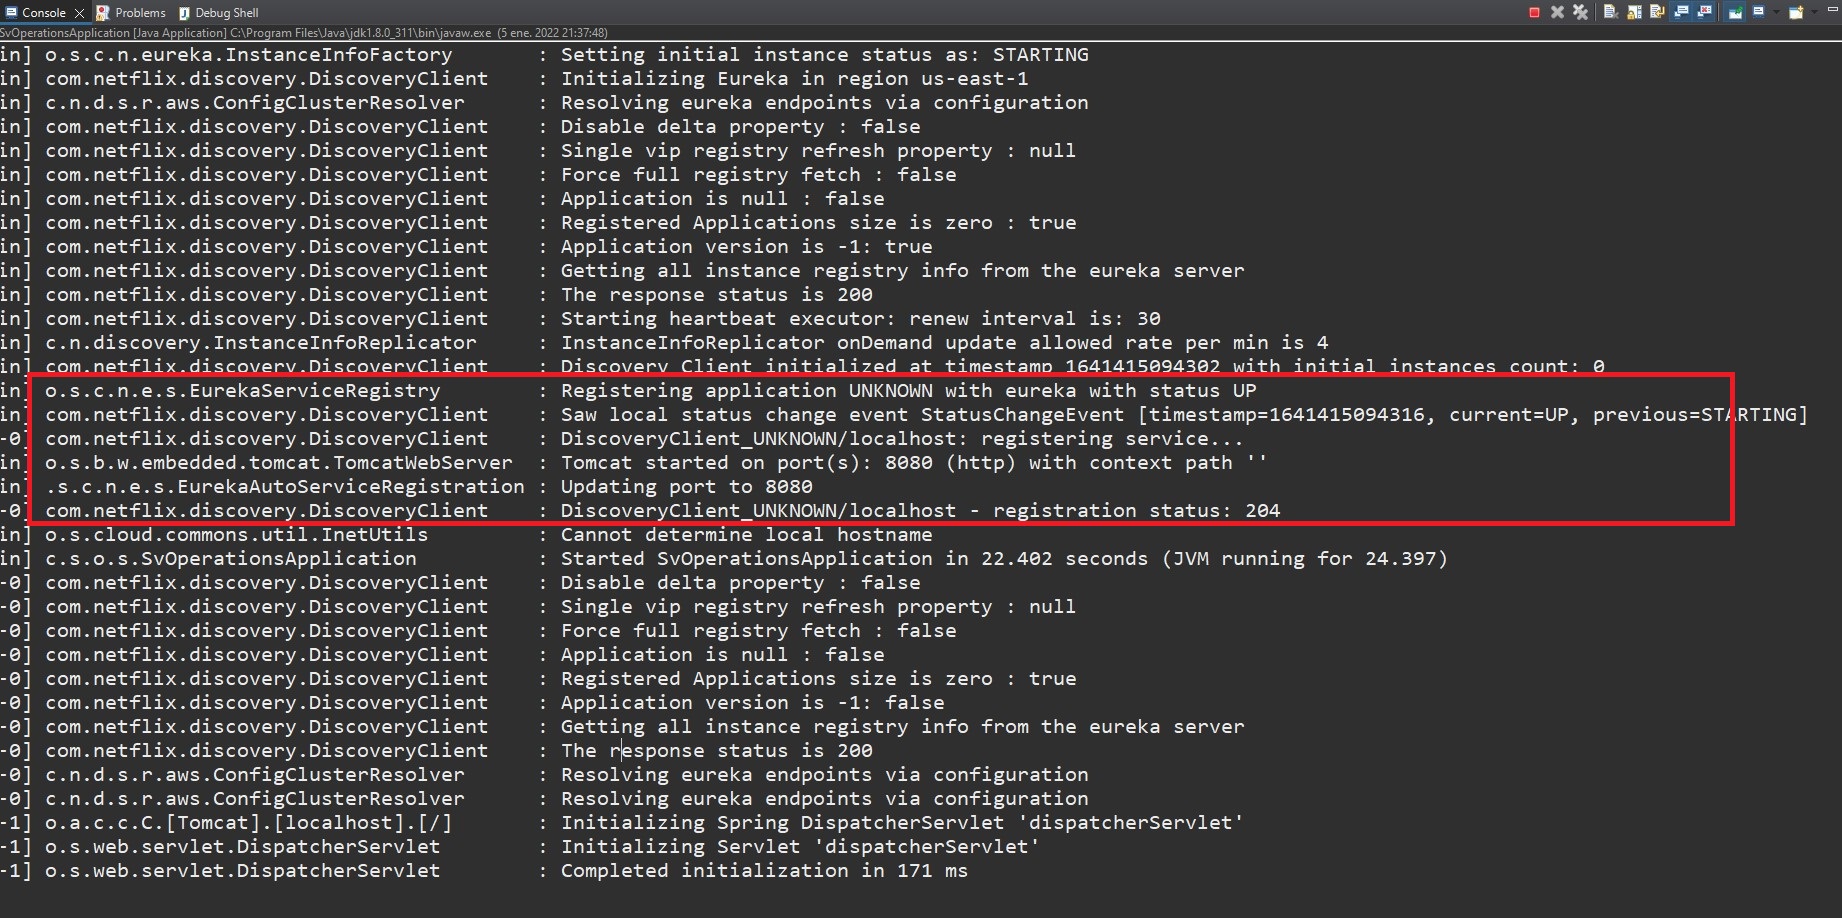 Console Problems Debug Shell
SvOperationsApplication [Java Application] C:\Program Files\Java\jdk1.8.0_311\bin\javaw.exe (5 ene. 2022 21:37:48)
in] o.s.c.n.eureka.InstanceInfoFactory : Setting initial instance status as: STARTING
in] com.netflix.discovery.DiscoveryClient : Initializing Eureka in region us-east-1
in] c.n.d.s.r.aws.ConfigClusterResolver : Resolving eureka endpoints via configuration
in] com.netflix.discovery.DiscoveryClient : Disable delta property : false
in] com.netflix.discovery.DiscoveryClient : Single vip registry refresh property : null
in] com.netflix.discovery.DiscoveryClient : Force full registry fetch : false
in] com.netflix.discovery.DiscoveryClient : Application is null : false
in] com.netflix.discovery.DiscoveryClient : Registered Applications size is zero : true
in] com.netflix.discovery.DiscoveryClient : Application version is -1: true
in] com.netflix.discovery.DiscoveryClient : Getting all instance registry info from the eureka server
in] com.netflix.discovery.DiscoveryClient : The response status is 200
in] com.netflix.discovery.DiscoveryClient : Starting heartbeat executor: renew interval is: 30
in] c.n.discovery.InstanceInfoReplicator : InstanceInfoReplicator onDemand update allowed rate per min is 4
in] com.netflix.discovery.DiscoveryClient : Discovery Client initialized at timestamp 1641415094302 with initial instances count: 0
in] o.s.c.n.e.s.EurekaServiceRegistry : Registering application UNKNOWN with eureka with status UP
in] com.netflix.discovery.DiscoveryClient : Saw local status change event StatusChangeEvent [timestamp=1641415094316, current=UP, previous=STARTING]
-0] com.netflix.discovery.DiscoveryClient : DiscoveryClient_UNKNOWN/localhost: registering service...
in] o.s.b.w.embedded.tomcat.TomcatWebServer : Tomcat started on port(s): 8080 (http) with context path ''
in] .s.c.n.e.s.EurekaAutoServiceRegistration : Updating port to 8080
-0] com.netflix.discovery.DiscoveryClient : DiscoveryClient_UNKNOWN/localhost - registration status: 204
in] o.s.cloud.commons.util.InetUtils : Cannot determine local hostname
in] c.s.o.s.SvOperationsApplication : Started SvOperationsApplication in 22.402 seconds (JVM running for 24.397)
-0] com.netflix.discovery.DiscoveryClient : Disable delta property : false
-0] com.netflix.discovery.DiscoveryClient : Single vip registry refresh property : null
-0] com.netflix.discovery.DiscoveryClient : Force full registry fetch : false
-0] com.netflix.discovery.DiscoveryClient : Application is null : false
-0] com.netflix.discovery.DiscoveryClient : Registered Applications size is zero : true
-0] com.netflix.discovery.DiscoveryClient : Application version is -1: false
-0] com.netflix.discovery.DiscoveryClient : Getting all instance registry info from the eureka server
-0] com.netflix.discovery.DiscoveryClient : The response status is 200
-0] c.n.d.s.r.aws.ConfigClusterResolver : Resolving eureka endpoints via configuration
-0] c.n.d.s.r.aws.ConfigClusterResolver : Resolving eureka endpoints via configuration
-1] o.a.c.c.C.[Tomcat].[localhost].[/] : Initializing Spring DispatcherServlet 'dispatcherServlet'
-1] o.s.web.servlet.DispatcherServlet : Initializing Servlet 'dispatcherServlet'
-1] o.s.web.servlet.DispatcherServlet : Completed initialization in 171 ms